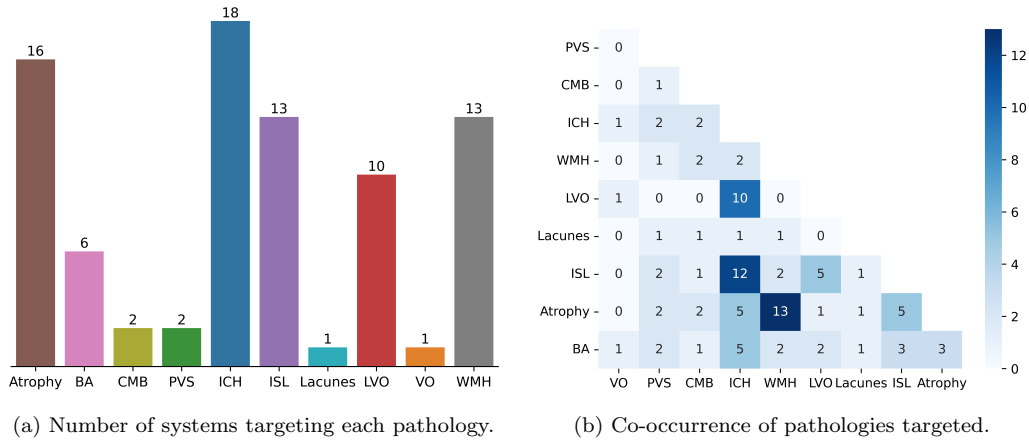 16
6
2
2
18
13
1
10
1
13
Atrophy BA CMB PVS ICH ISL Lacunes LVO VO WMH
(a) Number of systems targeting each pathology.
PVS 0
CMB 0 1
ICH 1 2 2
WMH 0 1 2 2
LVO 1 0 0 10 0
Lacunes 0 1 1 1 1 0
ISL 0 2 1 12 2 5 1
Atrophy 0 2 2 5 13 1 1 5
BA 1 2 1 5 2 2 1 3 3
VO PVS CMB ICH WMH LVO Lacunes ISL Atrophy
12
10
8
6
4
2
0
(b) Co-occurrence of pathologies targeted.